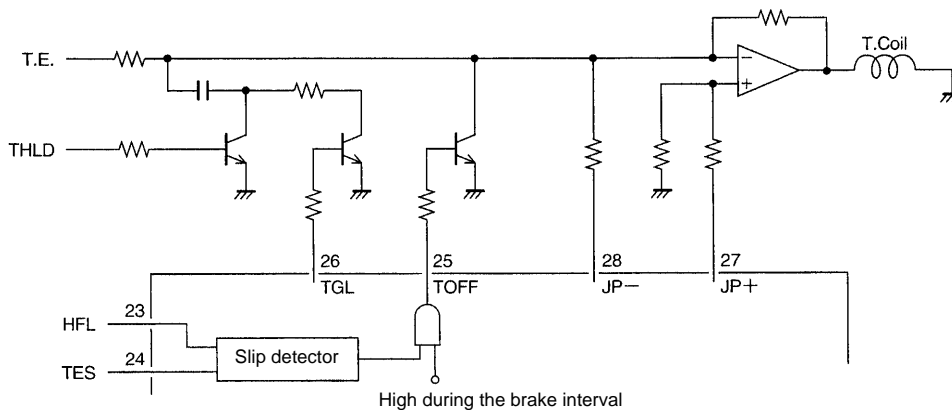 T.E.
T.Coil
−
+
THLD
26
25
28
27
TGL
TOFF
JP−
JP+
23
HFL
24
TES
Slip detector
High during the brake interval